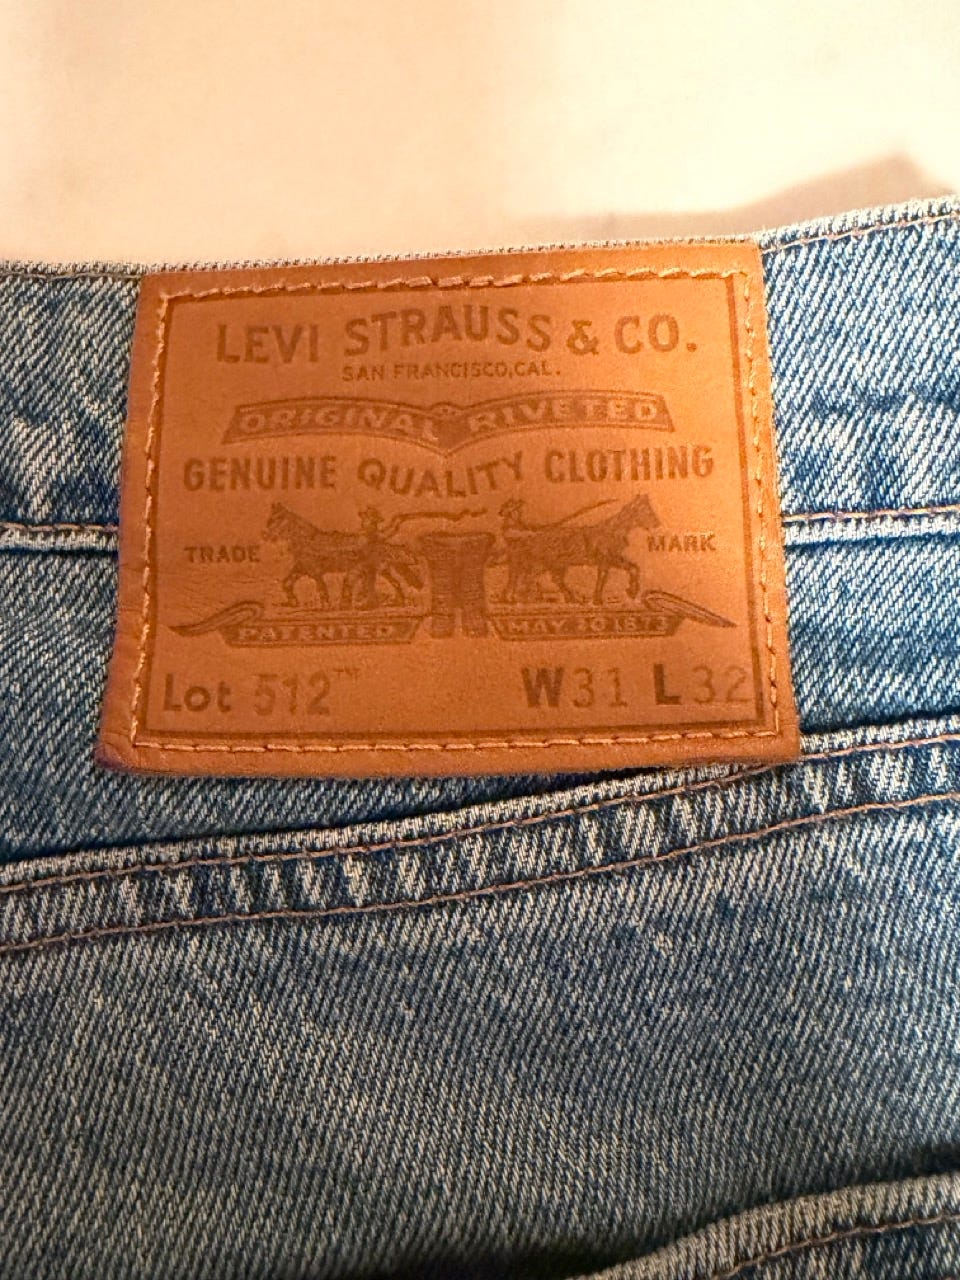 LEVI STRAUSS & CO.
SAN FRANCISCO, CAL.
ORIGINAL RIVETED
GENUINE QUALITY CLOTHING
TRADE MARK
PATENTED MAY 20 1873
Lot 512™ W31 L32